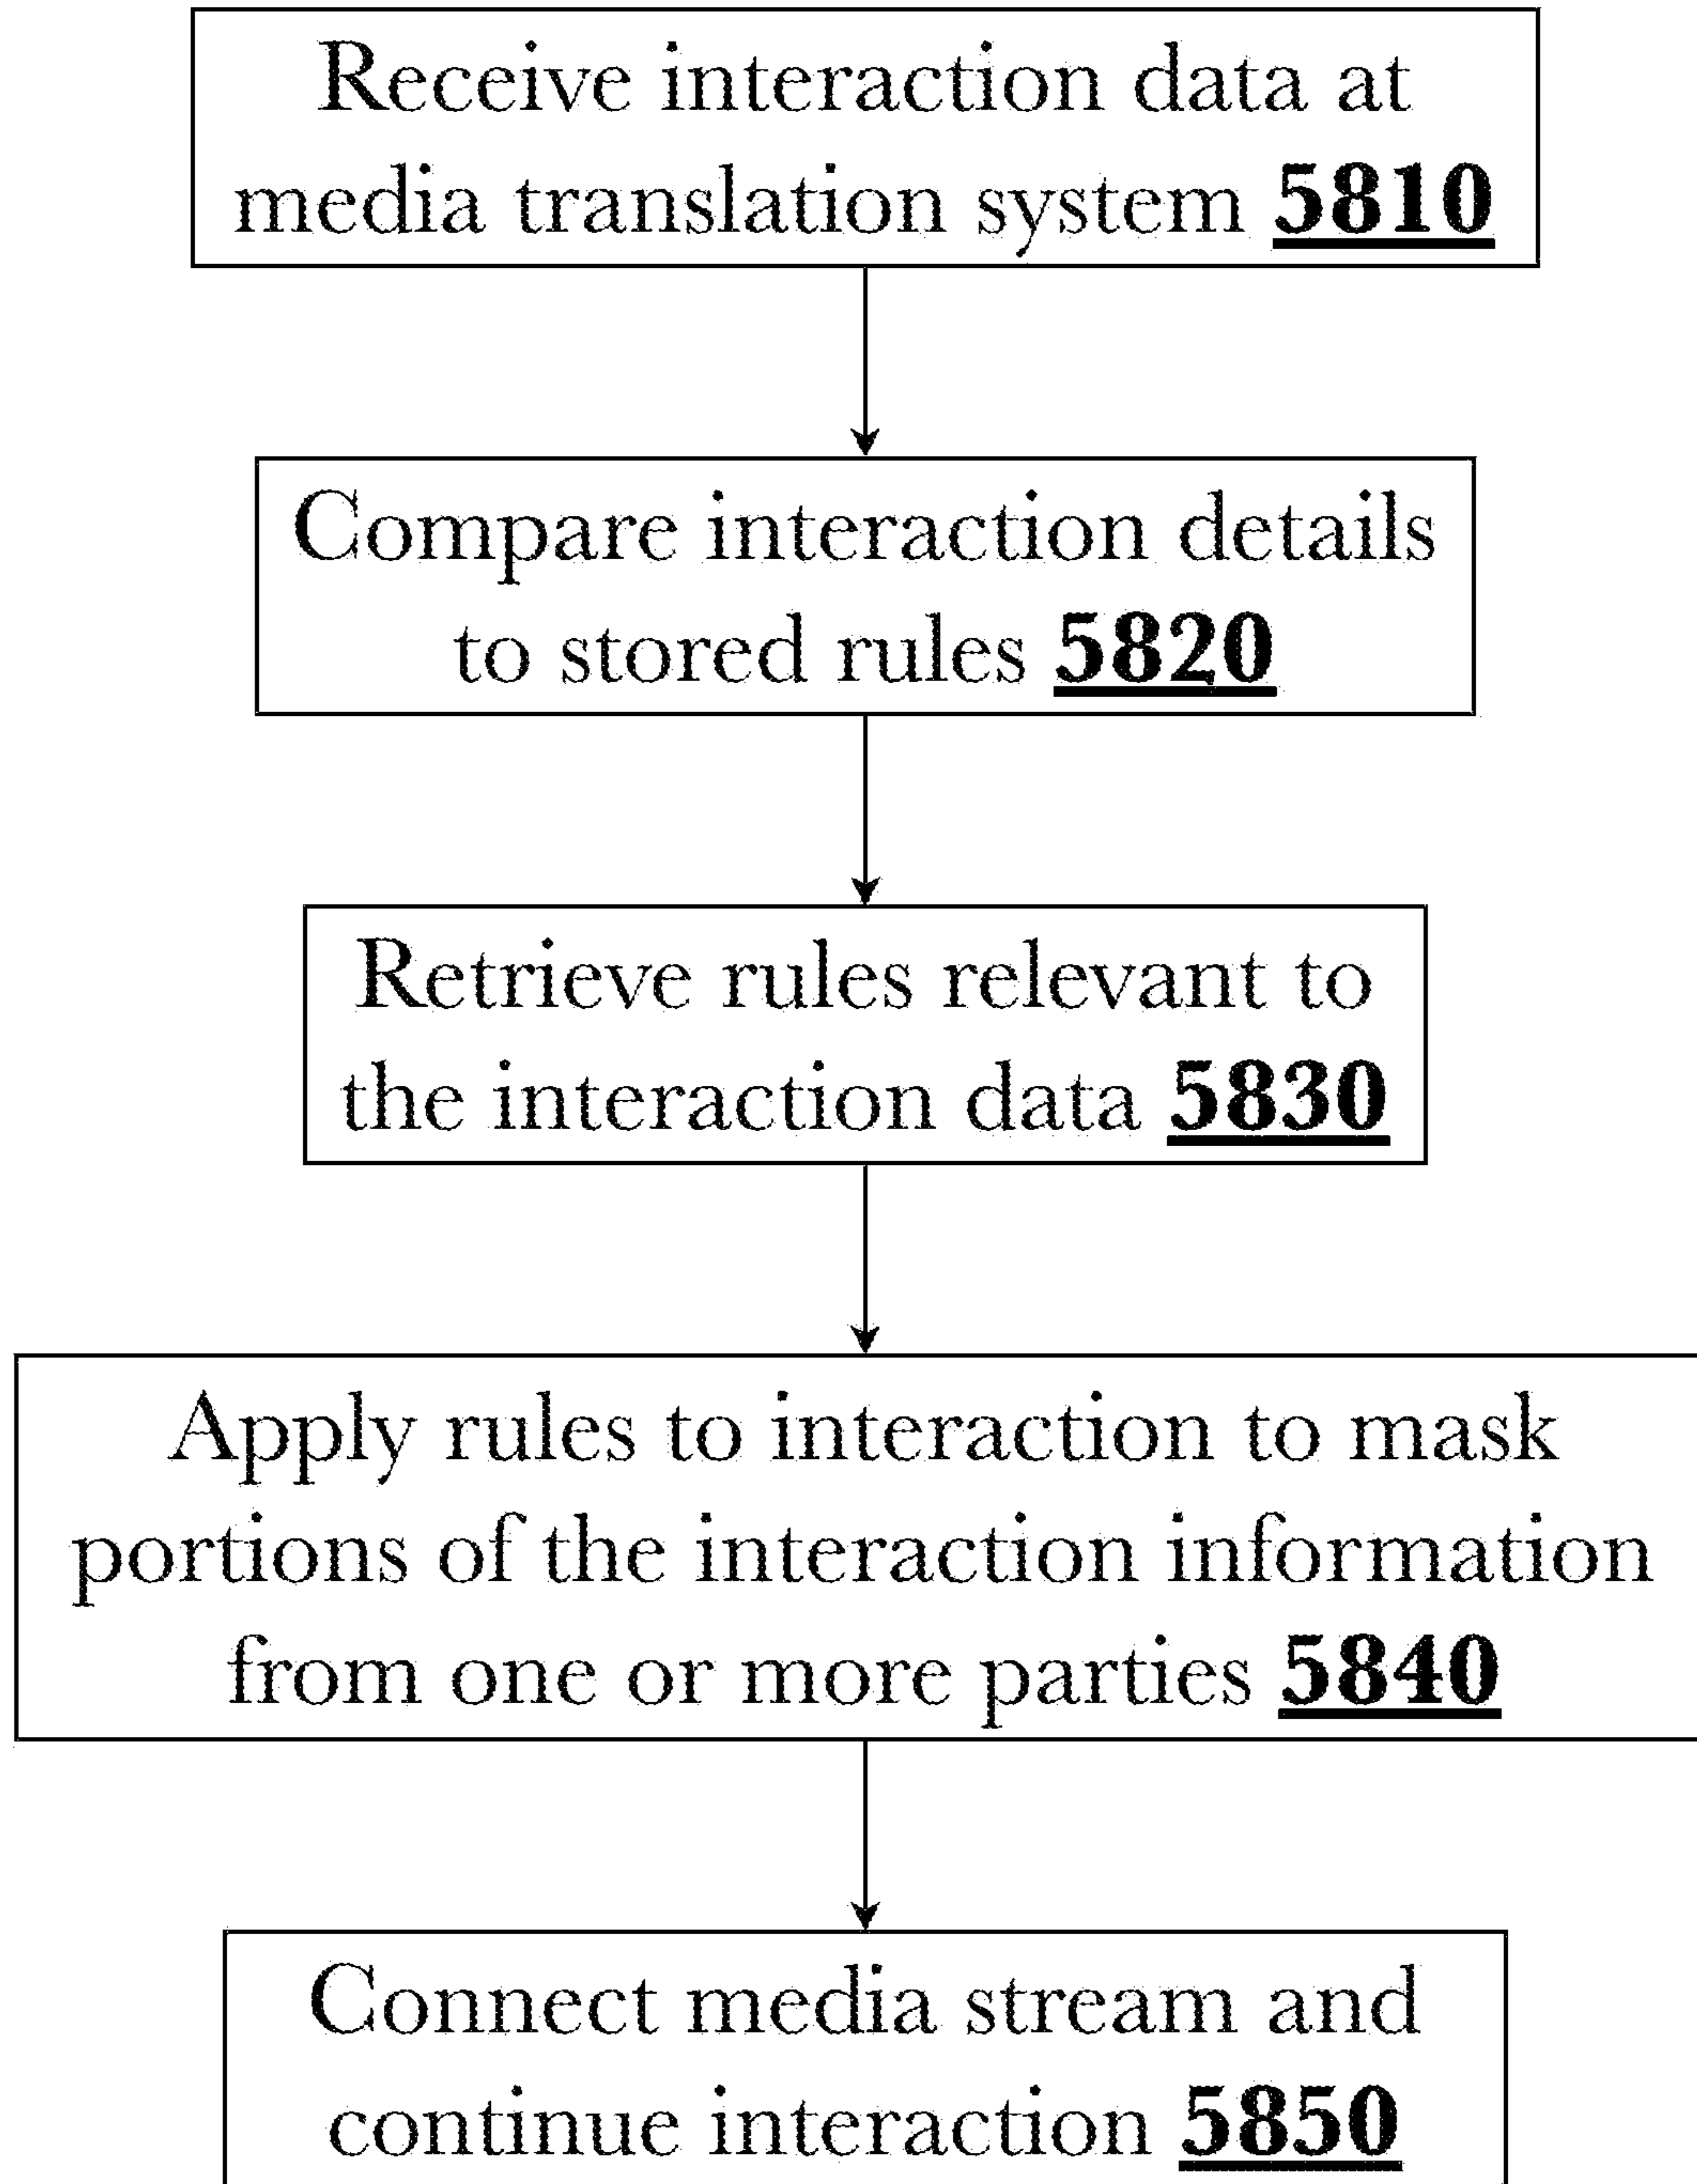 Receive interaction data at
media translation system 5810
Compare interaction details
to stored rules 5820
Retrieve rules relevant to
the interaction data 5830
Apply rules to interaction to mask
portions of the interaction information
from one or more parties 5840
Connect media stream and
continue interaction 5850